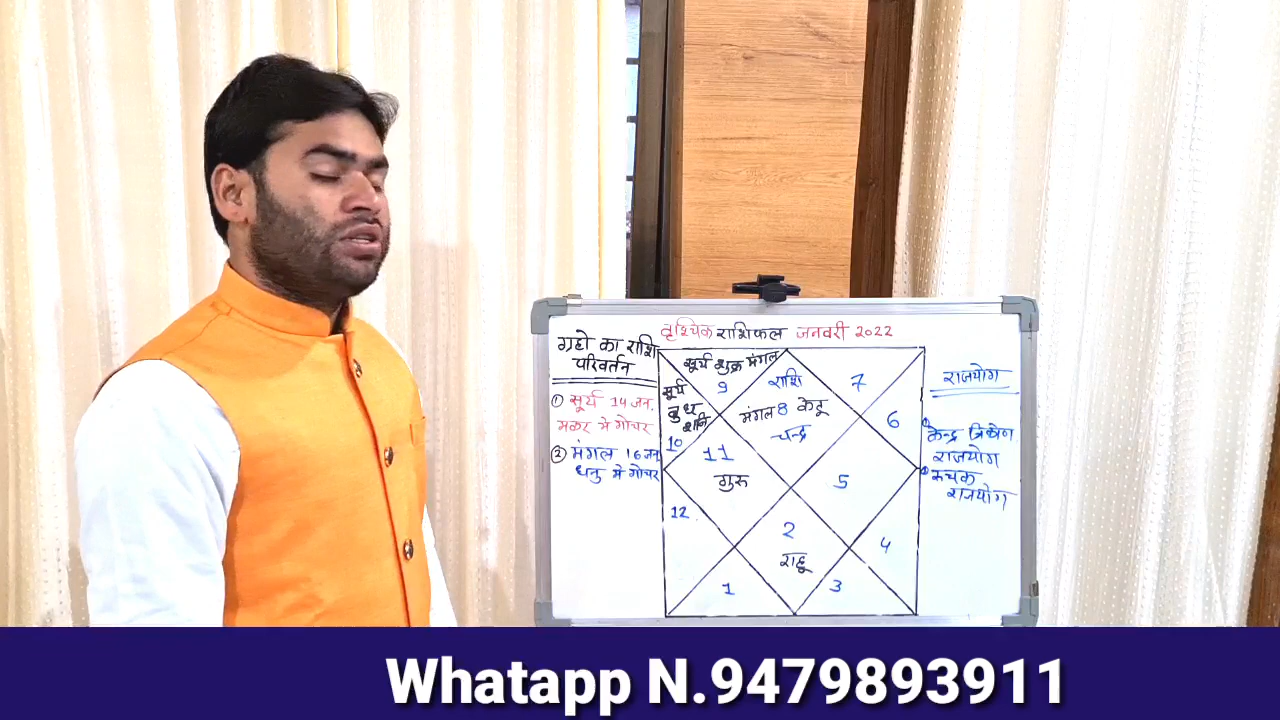 वृश्चिक राशिफल जनवरी 2022
ग्रहो का राशि
परिवर्तन
① सूर्य 14 जन.
मकर मे गोचर
② मंगल 16 जन
धनु मे गोचर
सूर्य शुक्र मंगल
9
सूर्य
बुध
शनि
10
राशि
मंगल 8 केतू
चन्द्र
7
6
11
गुरु
5
12
2
राहू
4
1
3
राजयोग
① केन्द्र त्रिकोण
राजयोग
② रुचक
राजयोग
Whatapp N.9479893911